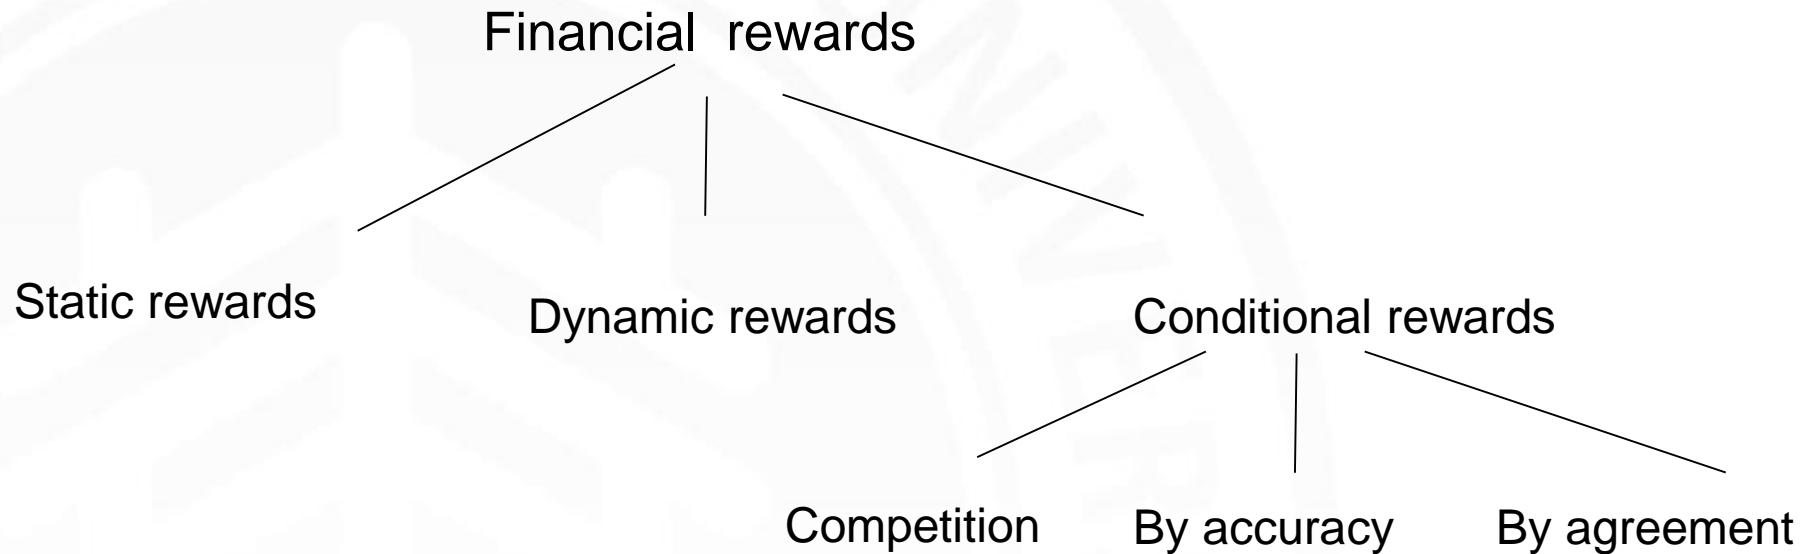 Financial rewards
Static rewards
Dynamic rewards
Conditional rewards
Competition
By accuracy
By agreement